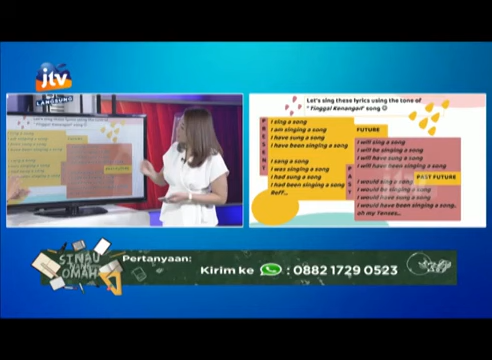 jtv
LANGSUNG
Let's sing these lyrics using the tone of
"Tinggal Kenangan" song ☺
PRESENT
I sing a song
I am singing a song
I have sung a song
I have been singing a song
I sang a song
I was singing a song
I had sung a song
I had been singing a song
Reff...
FUTURE
I will sing a song
I will be singing a song
I will have sung a song
I will have been singing a song
PAST
PAST FUTURE
I would sing a song
I would be singing a song
I would have sung a song
I would have been singing a song.
oh my Tenses...
SINAU
OMAH
Pertanyaan:
Kirim ke : 0882 1729 0523